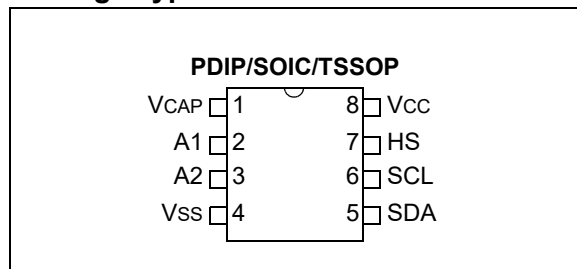 PDIP/SOIC/TSSOP
VCAP 1 8 VCC
A1 2 7 HS
A2 3 6 SCL
VSS 4 5 SDA